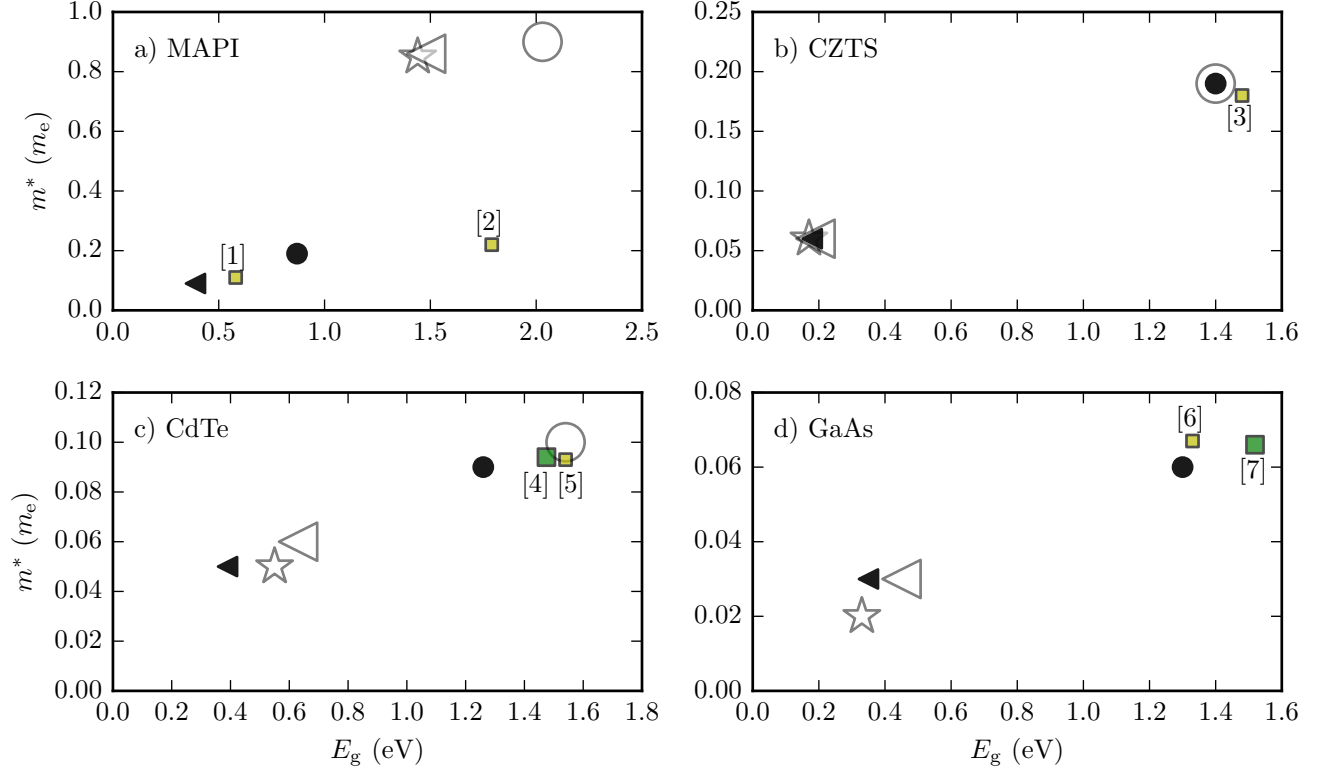 a) MAPI
[1]
[2]
m* (mₑ)
0.0
0.2
0.4
0.6
0.8
1.0
0.0 0.5 1.0 1.5 2.0 2.5
b) CZTS
[3]
0.00
0.05
0.10
0.15
0.20
0.25
0.0 0.2 0.4 0.6 0.8 1.0 1.2 1.4 1.6
c) CdTe
[4] [5]
m* (mₑ)
0.00
0.02
0.04
0.06
0.08
0.10
0.12
0.0 0.2 0.4 0.6 0.8 1.0 1.2 1.4 1.6 1.8
E_g (eV)
d) GaAs
[6]
[7]
0.00
0.02
0.04
0.06
0.08
0.0 0.2 0.4 0.6 0.8 1.0 1.2 1.4 1.6
E_g (eV)